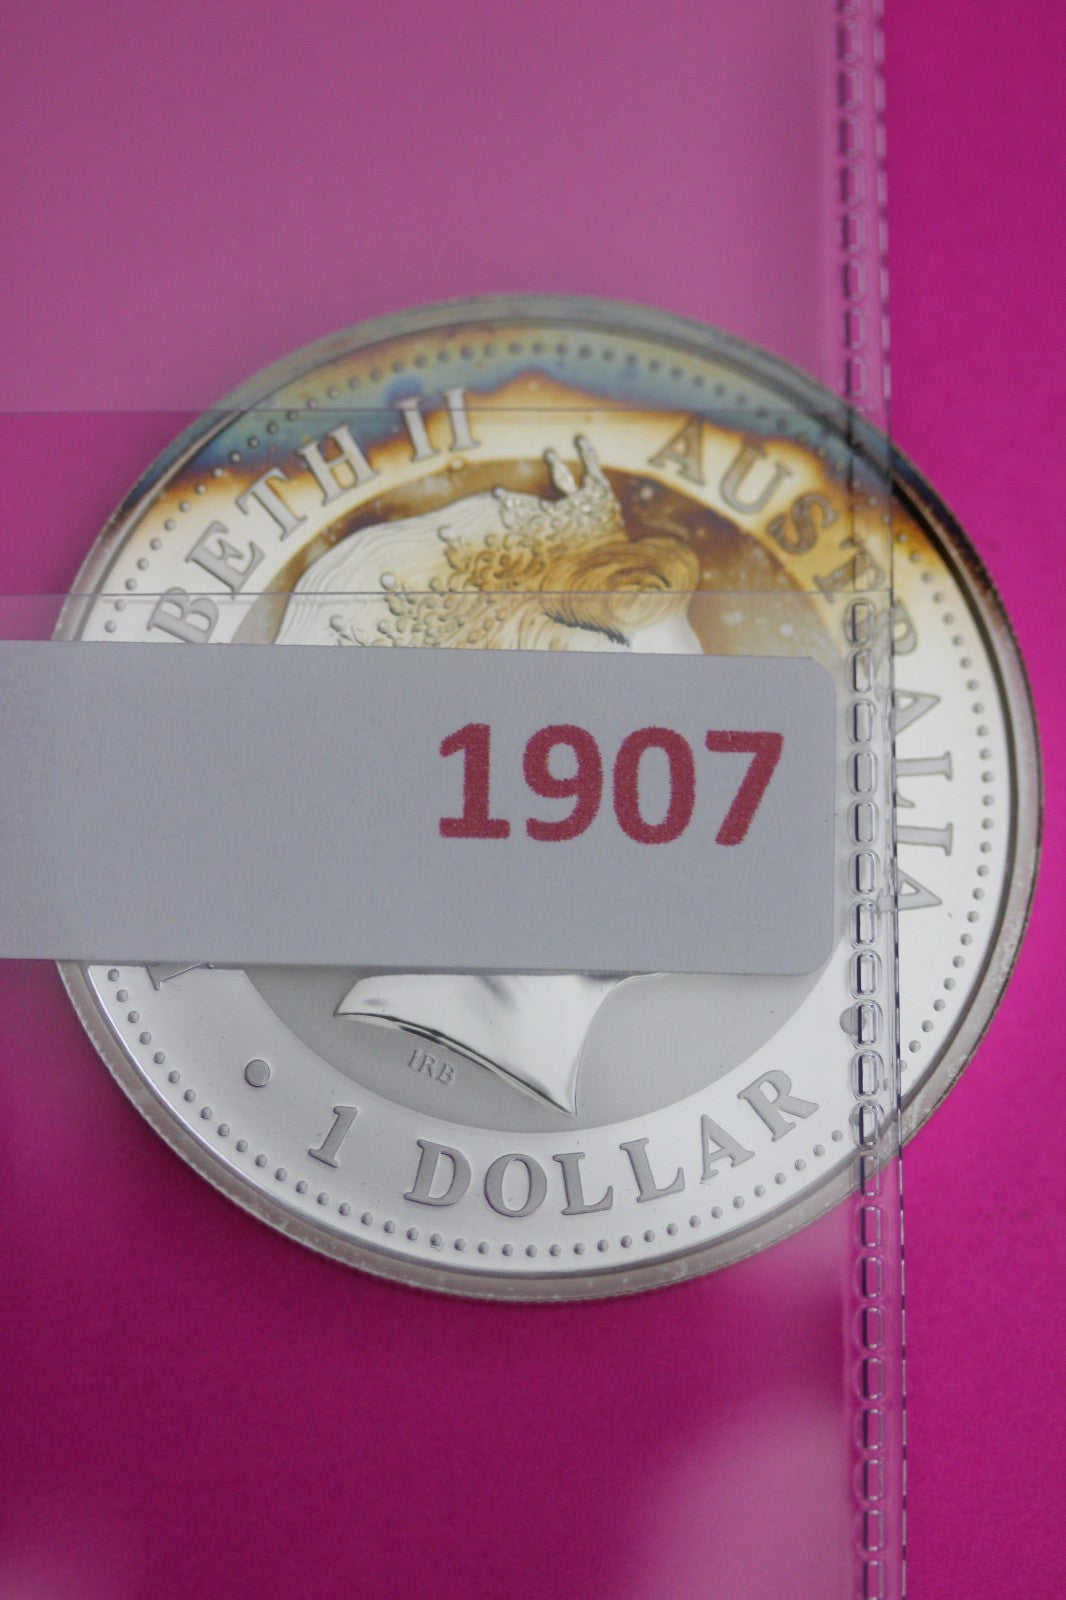 BETH II AUSTRALIA
1907
IRB
1 DOLLAR